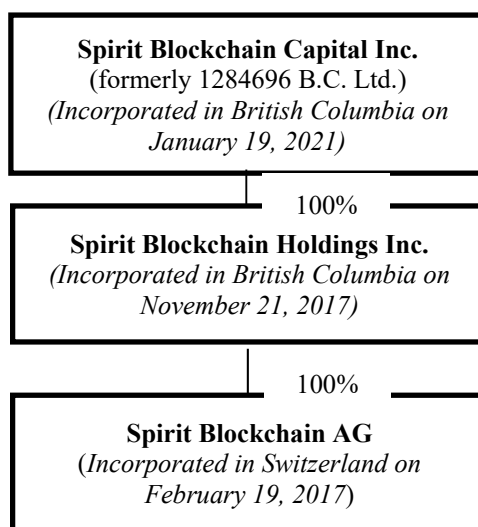 Spirit Blockchain Capital Inc.
(formerly 1284696 B.C. Ltd.)
(Incorporated in British Columbia on
January 19, 2021)
100%
Spirit Blockchain Holdings Inc.
(Incorporated in British Columbia on
November 21, 2017)
100%
Spirit Blockchain AG
(Incorporated in Switzerland on
February 19, 2017)